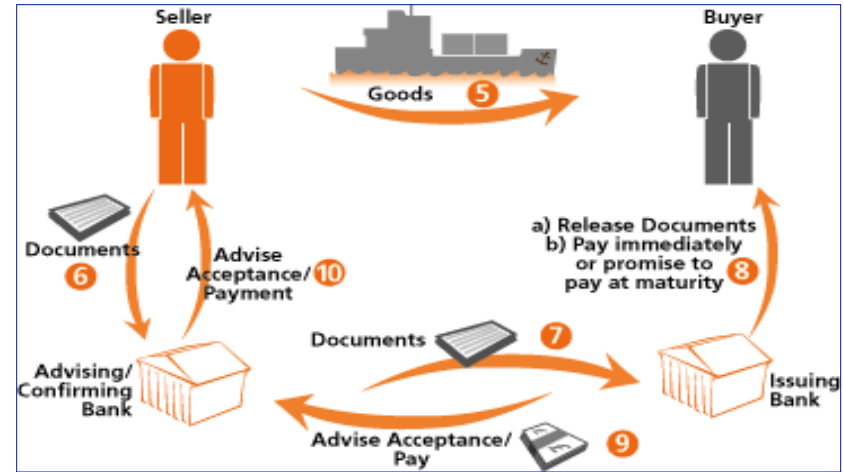 Seller
Buyer
Goods 5
Documents
6
Advise
Acceptance/ 10
Payment
a) Release Documents
b) Pay immediately
or promise to
pay at maturity 8
Documents 7
Advising/
Confirming
Bank
Issuing
Bank
Advise Acceptance/
Pay
9